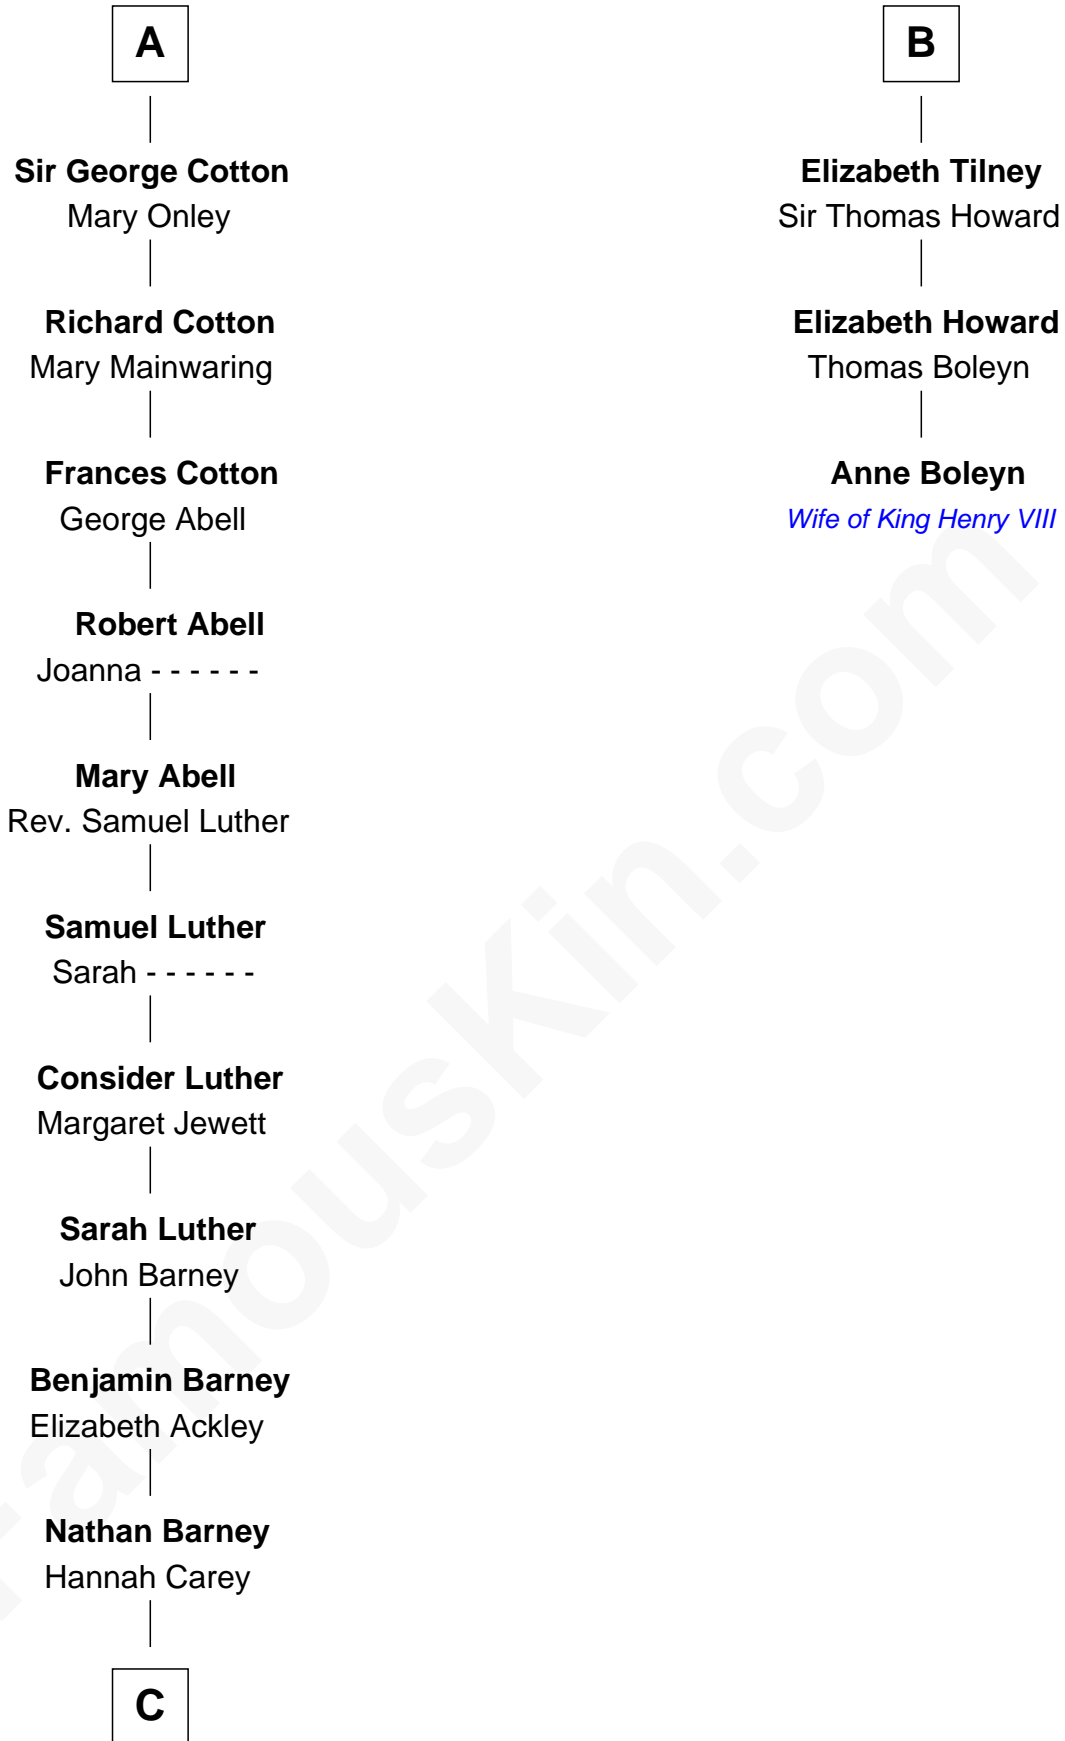 A
Sir George Cotton
Mary Onley
Richard Cotton
Mary Mainwaring
Frances Cotton
George Abell
Robert Abell
Joanna - - - - - -
Mary Abell
Rev. Samuel Luther
Samuel Luther
Sarah - - - - - -
Consider Luther
Margaret Jewett
Sarah Luther
John Barney
Benjamin Barney
Elizabeth Ackley
Nathan Barney
Hannah Carey
C
B
Elizabeth Tilney
Sir Thomas Howard
Elizabeth Howard
Thomas Boleyn
Anne Boleyn
Wife of King Henry VIII
FamousKin.com